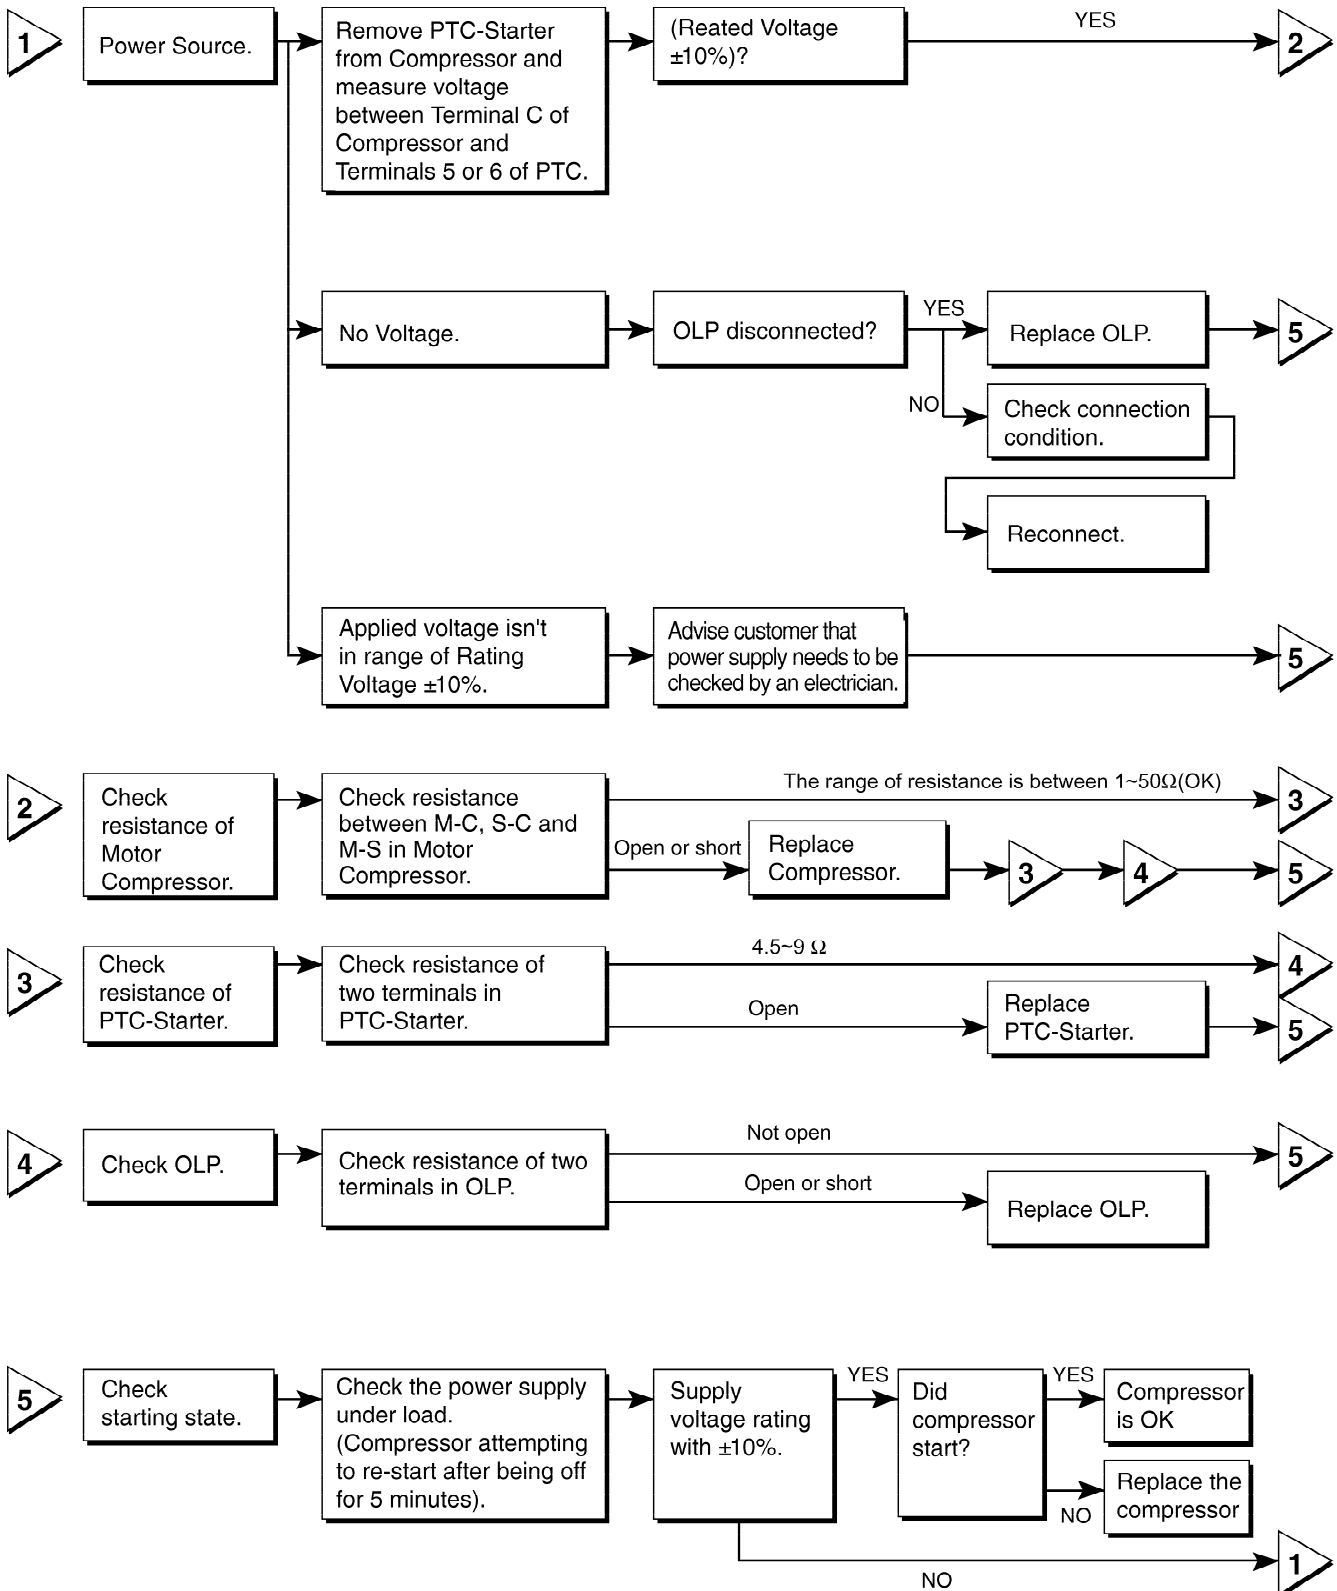 1
Power Source.
Remove PTC-Starter
from Compressor and
measure voltage
between Terminal C of
Compressor and
Terminals 5 or 6 of PTC.
(Reated Voltage
±10%)?
YES
2
No Voltage.
OLP disconnected?
YES
Replace OLP.
5
NO
Check connection
condition.
Reconnect.
Applied voltage isn't
in range of Rating
Voltage ±10%.
Advise customer that
power supply needs to be
checked by an electrician.
5
2
Check
resistance of
Motor
Compressor.
Check resistance
between M-C, S-C and
M-S in Motor
Compressor.
The range of resistance is between 1~50Ω(OK)
3
Open or short
Replace
Compressor.
3
4
5
3
Check
resistance of
PTC-Starter.
Check resistance of
two terminals in
PTC-Starter.
4.5~9 Ω
4
Open
Replace
PTC-Starter.
5
4
Check OLP.
Check resistance of two
terminals in OLP.
Not open
5
Open or short
Replace OLP.
5
Check
starting state.
Check the power supply
under load.
(Compressor attempting
to re-start after being off
for 5 minutes).
Supply
voltage rating
with ±10%.
YES
Did
compressor
start?
YES
Compressor
is OK
NO
Replace the
compressor
NO
1